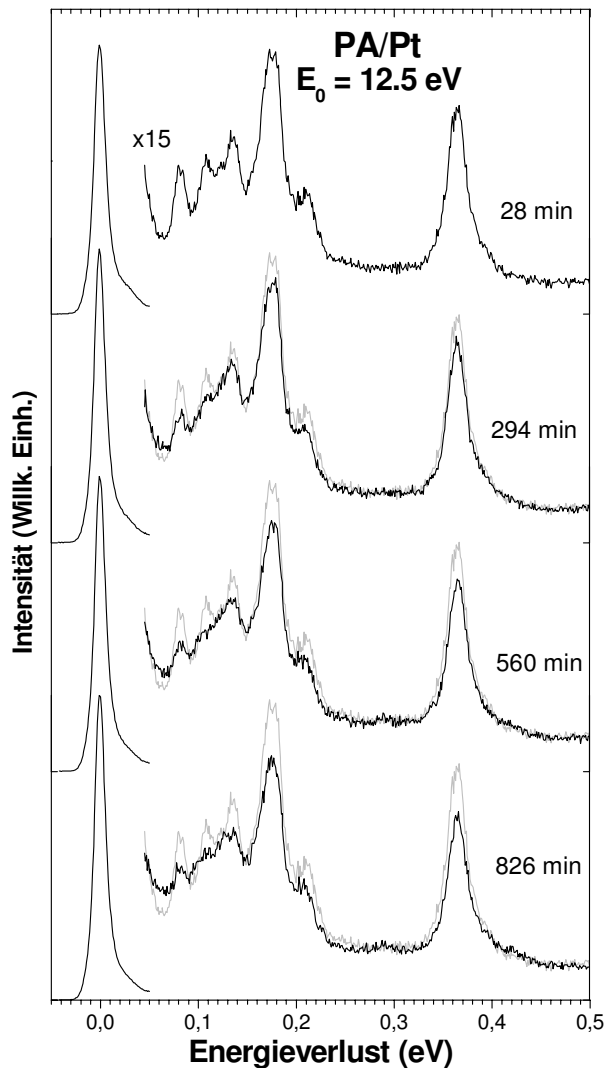 PA/Pt
E₀ = 12.5 eV
x15
28 min
294 min
560 min
826 min
Intensität (Willk. Einh.)
0,0 0,1 0,2 0,3 0,4 0,5
Energieverlust (eV)